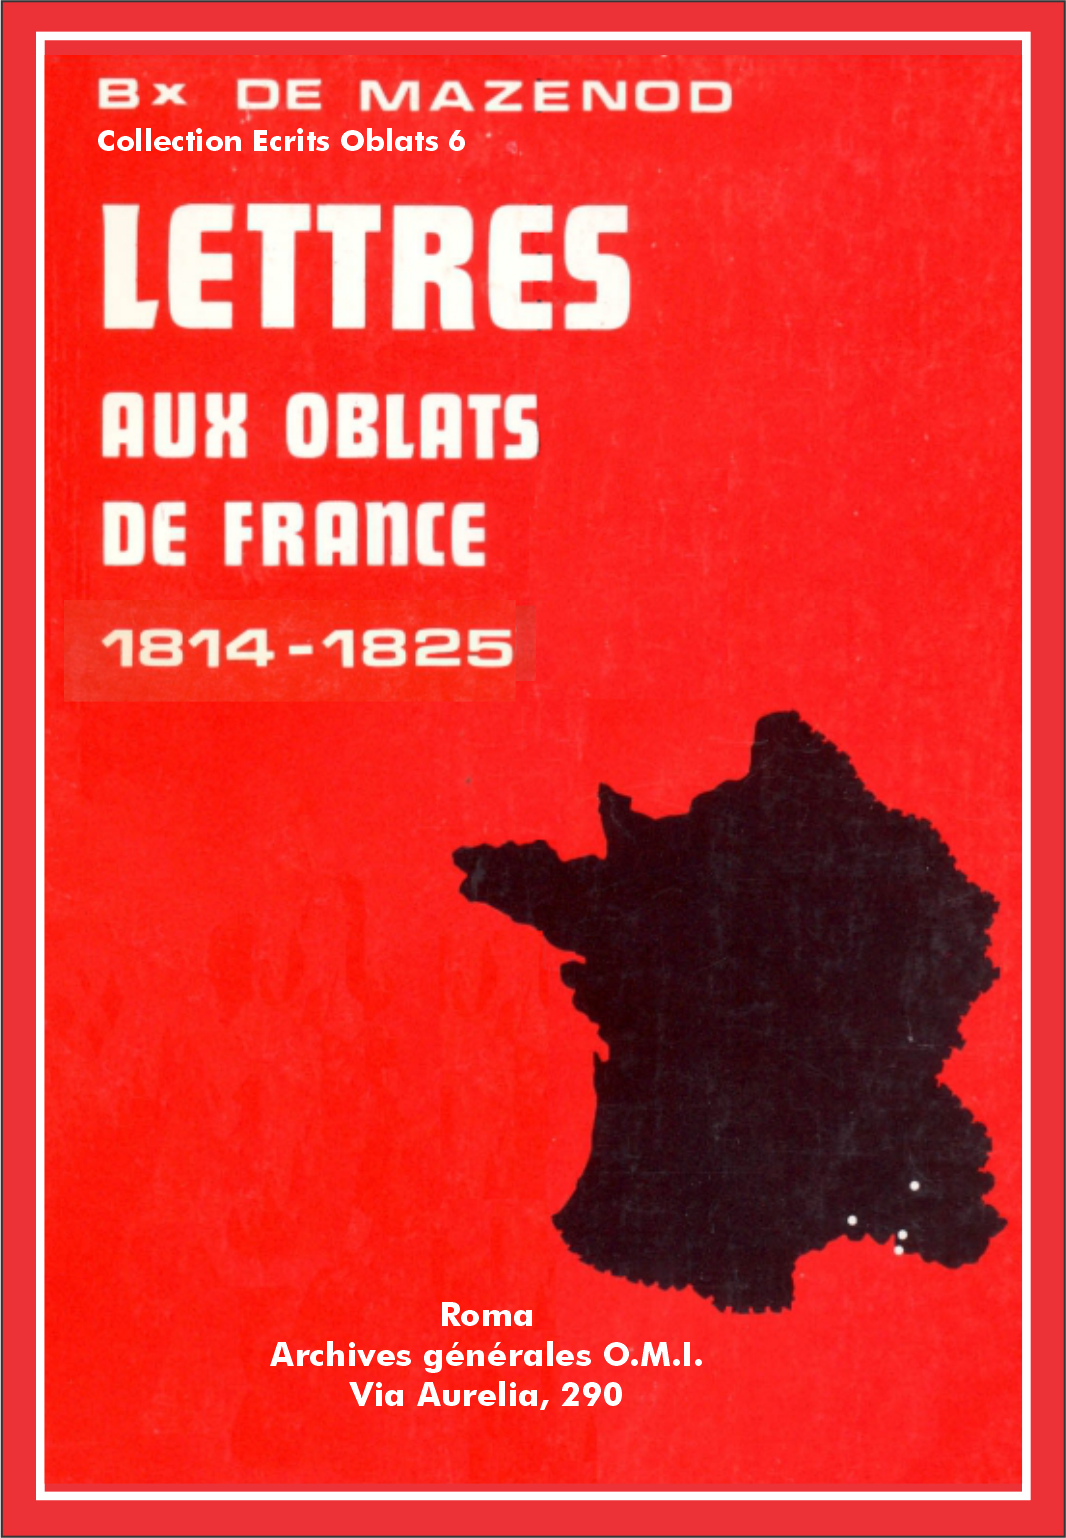 Bx DE MAZENOD
Collection Ecrits Oblats 6
LETTRES
AUX OBLATS
DE FRANCE
1814-1825
Roma
Archives générales O.M.I.
Via Aurelia, 290